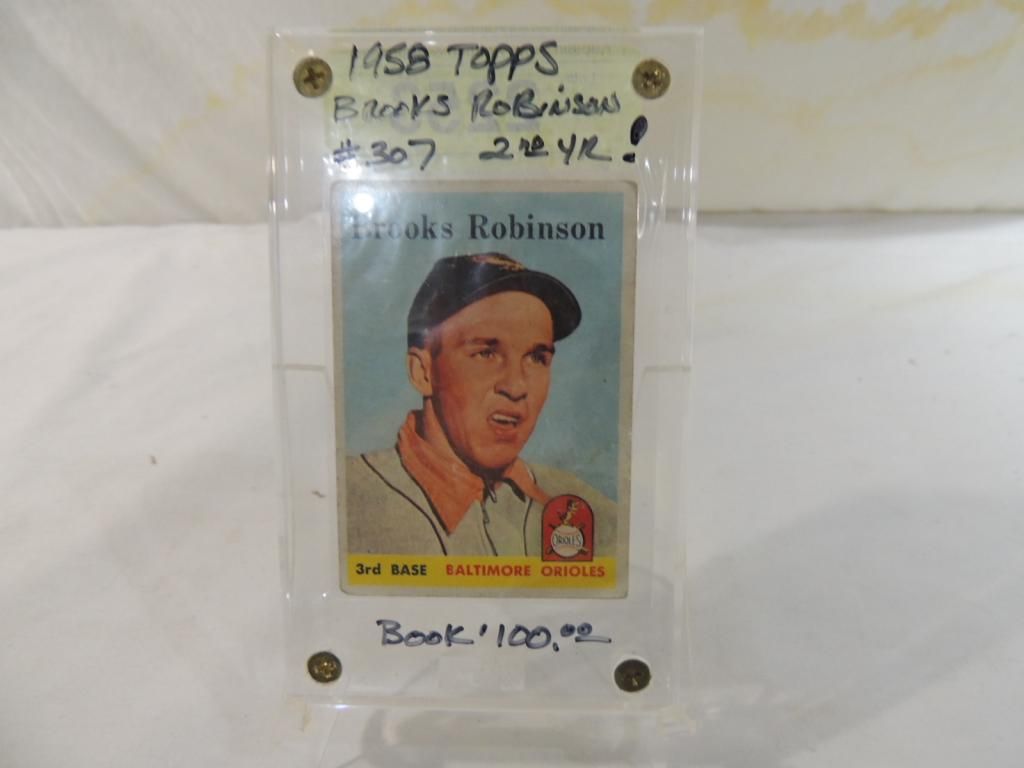 1958 TOPPS
BROOKS ROBINSON
#307 2nd YR!
Brooks Robinson
ORIOLES
3rd BASE BALTIMORE ORIOLES
BOOK $100.00